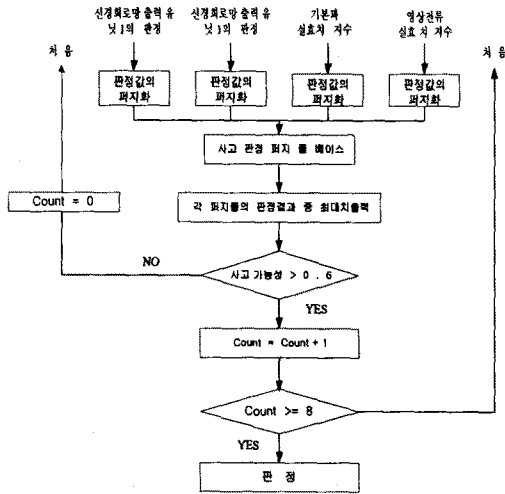 신경회로망 출력 유
닛 1의 판정
신경회로망 출력 유
닛 1의 판정
기본파
실효치 지수
영상전류
실효치 지수
처 음
처 음
판정값의
퍼지화
판정값의
퍼지화
판정값의
퍼지화
판정값의
퍼지화
사고 판정 퍼지 룰 베이스
Count = 0
각 퍼지룰의 판정결과 중 최대치출력
NO
사고 가능성 > 0 . 6
YES
Count = Count + 1
Count >= 8
YES
판 정